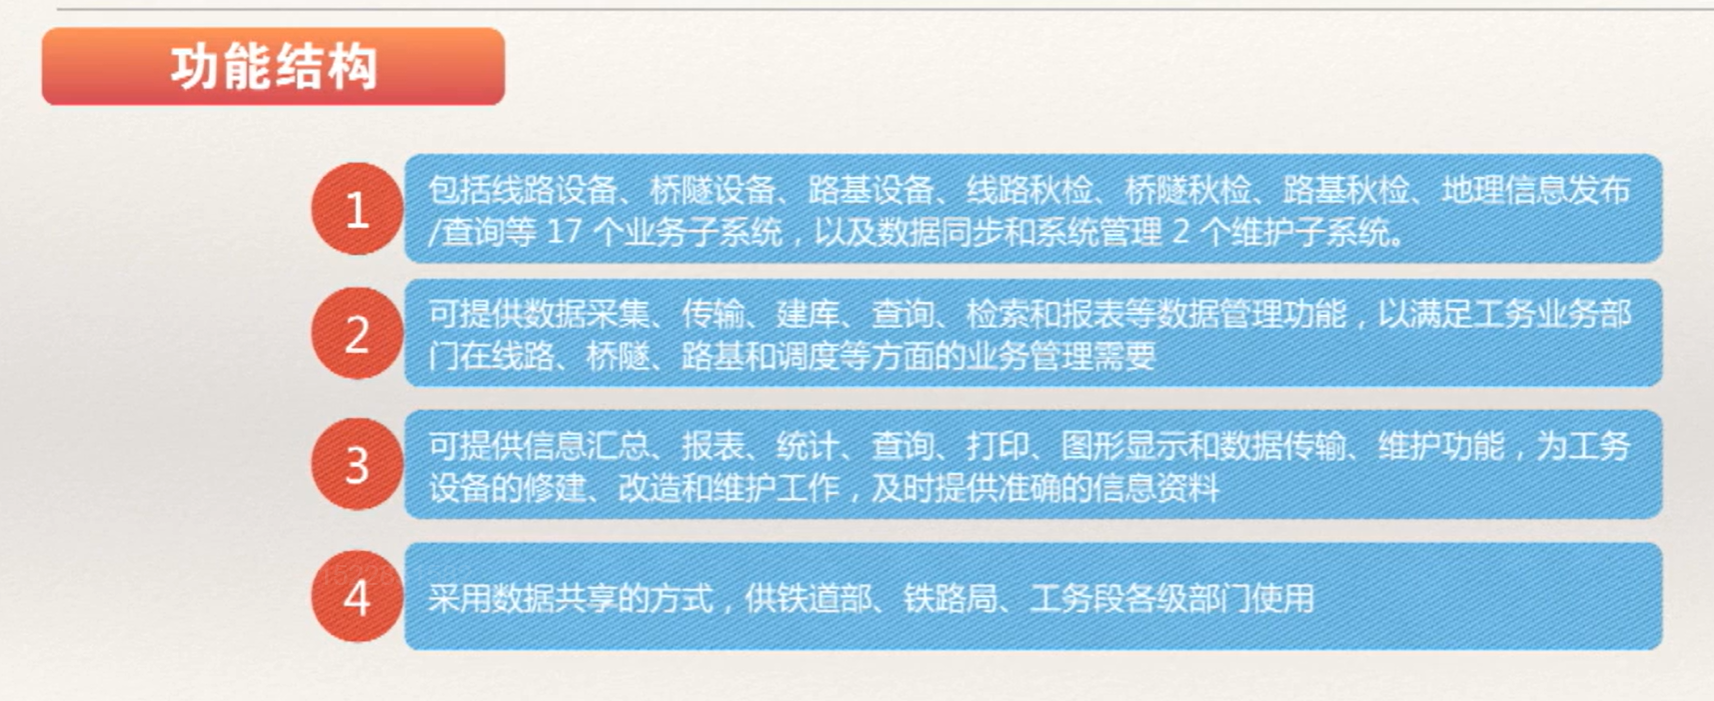 功能结构
1
包括线路设备、桥隧设备、路基设备、线路秋检、桥隧秋检、路基秋检、地理信息发布
/查询等 17 个业务子系统，以及数据同步和系统管理 2 个维护子系统。
2
可提供数据采集、传输、建库、查询、检索和报表等数据管理功能，以满足工务业务部
门在线路、桥隧、路基和调度等方面的业务管理需要
3
可提供信息汇总、报表、统计、查询、打印、图形显示和数据传输、维护功能，为工务
设备的修建、改造和维护工作，及时提供准确的信息资料
4
采用数据共享的方式，供铁道部、铁路局、工务段各级部门使用